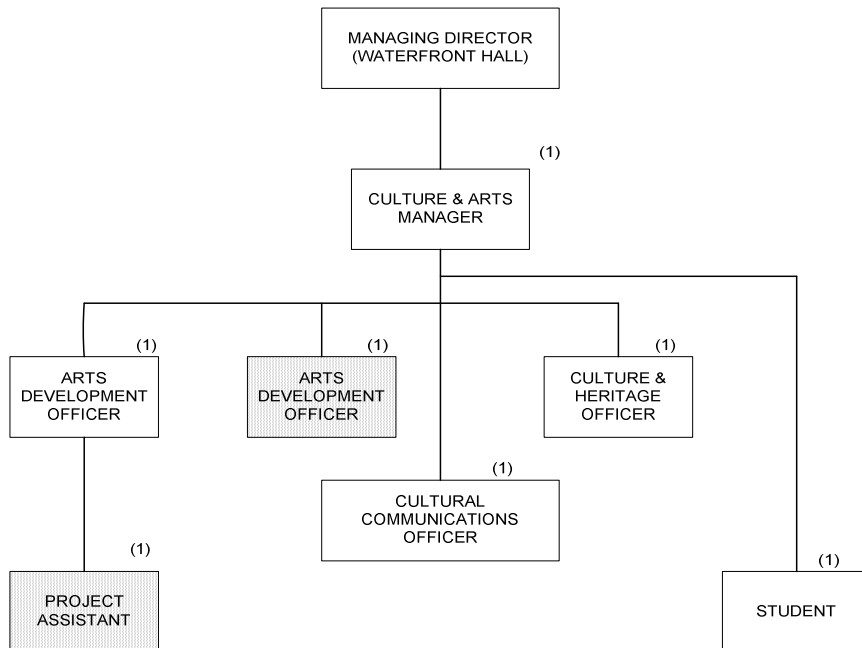 MANAGING DIRECTOR
(WATERFRONT HALL)
(1)
CULTURE & ARTS
MANAGER
(1)
ARTS
DEVELOPMENT
OFFICER
(1)
ARTS
DEVELOPMENT
OFFICER
(1)
CULTURE &
HERITAGE
OFFICER
(1)
CULTURAL
COMMUNICATIONS
OFFICER
(1)
PROJECT
ASSISTANT
(1)
STUDENT